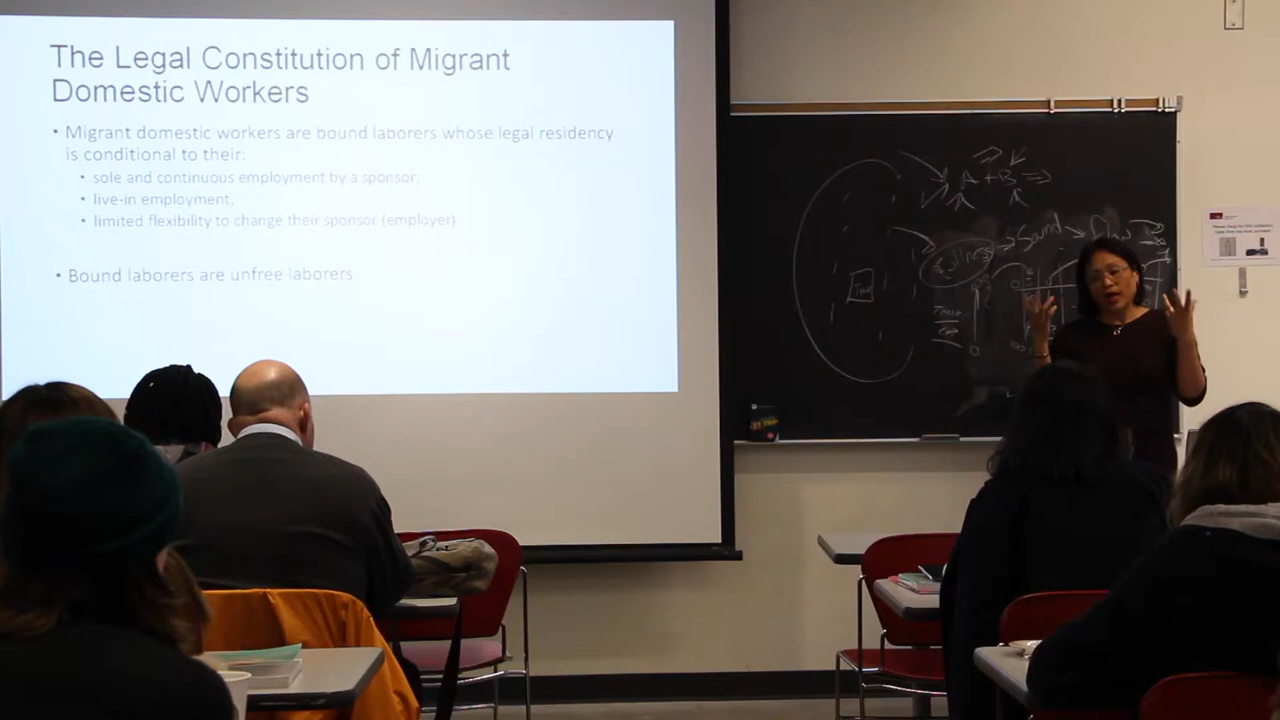 The Legal Constitution of Migrant
Domestic Workers
• Migrant domestic workers are bound laborers whose legal residency
is conditional to their:
• sole and continuous employment by a sponsor;
• live-in employment,
• limited flexibility to change their sponsor (employer)
• Bound laborers are unfree laborers
A + B ⇒
Sound
Time